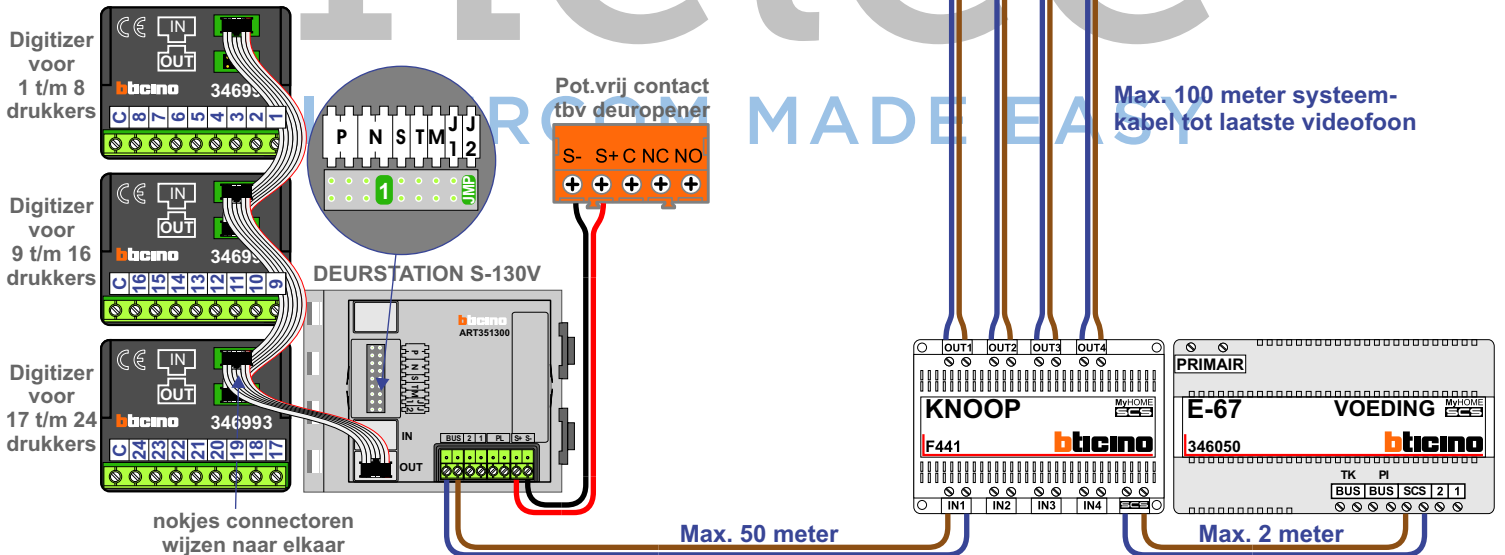 Digitizer
voor
1 t/m 8
drukkers
IN
OUT
bticino
C 8 7 6 5 4 3 2 1
Digitizer
voor
9 t/m 16
drukkers
IN
OUT
bticino
C 16 15 14 13 12 11 10 9
Digitizer
voor
17 t/m 24
drukkers
IN
OUT
bticino
346993
C 24 23 22 21 20 19 18 17
nokjes connectoren
wijzen naar elkaar
P N S T M J1 J2
1 JMP
DEURSTATION S-130V
bticino
ART351300
P N S T M J1 J2
IN
OUT
BUS 2 1 PL S+ S-
Pot.vrij contact
tbv deuropener
S- S+ C NC NO
MADE EASY
Max. 100 meter systeem-
kabel tot laatste videofoon
OUT1 OUT2 OUT3 OUT4
KNOOP
MyHOME
SCS
F441
bticino
IN1 IN2 IN3 IN4 SCS
PRIMAIR
E-67 VOEDING
MyHOME
SCS
346050
bticino
TK PI
BUS BUS SCS 2 1
Max. 50 meter
Max. 2 meter